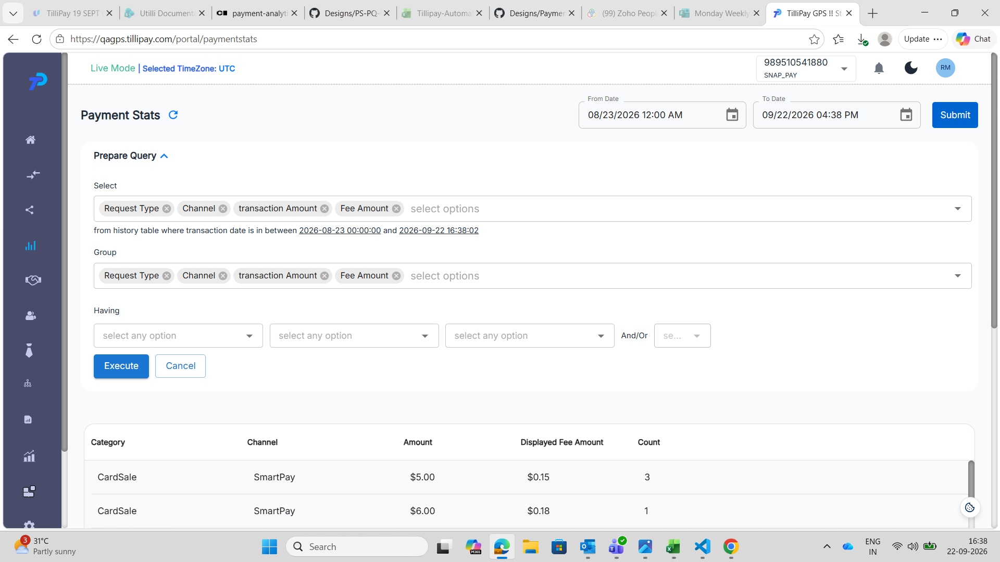 TilliPay 19 SEPT
Utilli Documenta
payment-analyti
Designs/PS-PQ-
Tillipay-Automa
Designs/Paymen
(99) Zoho Peopl
Monday Weekly
TilliPay GPS !! St
https://qagps.tillipay.com/portal/paymentstats
Update
Chat
Live Mode | Selected TimeZone: UTC
989510541880
SNAP_PAY
RM
Payment Stats
From Date
08/23/2026 12:00 AM
To Date
09/22/2026 04:38 PM
Submit
Prepare Query
Select
Request Type Channel transaction Amount Fee Amount select options
from history table where transaction date is in between 2026-08-23 00:00:00 and 2026-09-22 16:38:02
Group
Request Type Channel transaction Amount Fee Amount select options
Having
select any option select any option select any option And/Or se...
Execute Cancel
Category Channel Amount Displayed Fee Amount Count
CardSale SmartPay $5.00 $0.15 3
CardSale SmartPay $6.00 $0.18 1
3
31°C
Partly sunny
Search
M365
ENG
IN
16:38
22-09-2026